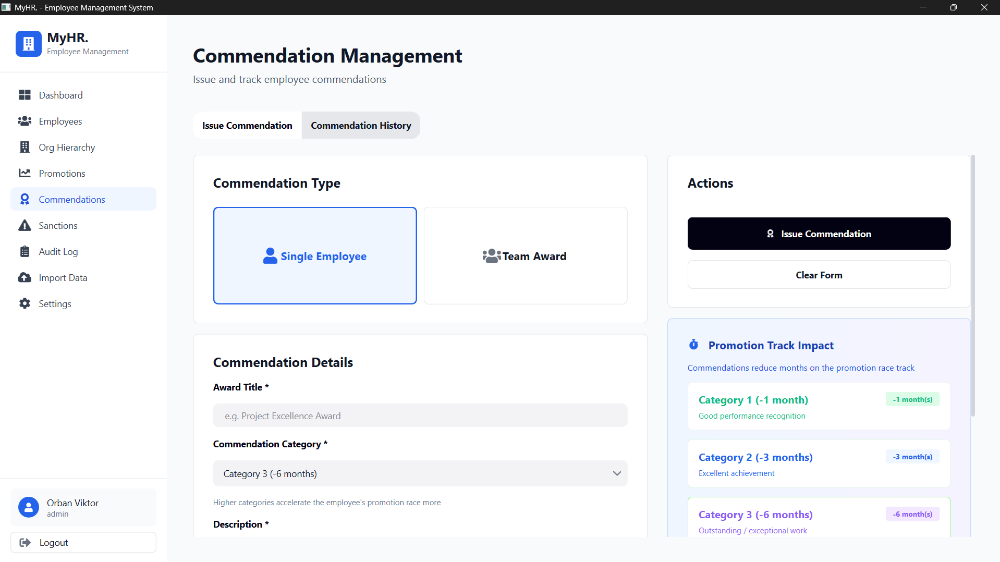 MyHR. - Employee Management System
MyHR.
Employee Management
Dashboard
Employees
Org Hierarchy
Promotions
Commendations
Sanctions
Audit Log
Import Data
Settings
Orban Viktor
admin
Logout
Commendation Management
Issue and track employee commendations
Issue Commendation
Commendation History
Commendation Type
Single Employee
Team Award
Commendation Details
Award Title *
e.g. Project Excellence Award
Commendation Category *
Category 3 (-6 months)
Higher categories accelerate the employee's promotion race more
Description *
Actions
Issue Commendation
Clear Form
Promotion Track Impact
Commendations reduce months on the promotion race track
Category 1 (-1 month)
-1 month(s)
Good performance recognition
Category 2 (-3 months)
-3 month(s)
Excellent achievement
Category 3 (-6 months)
-6 month(s)
Outstanding / exceptional work